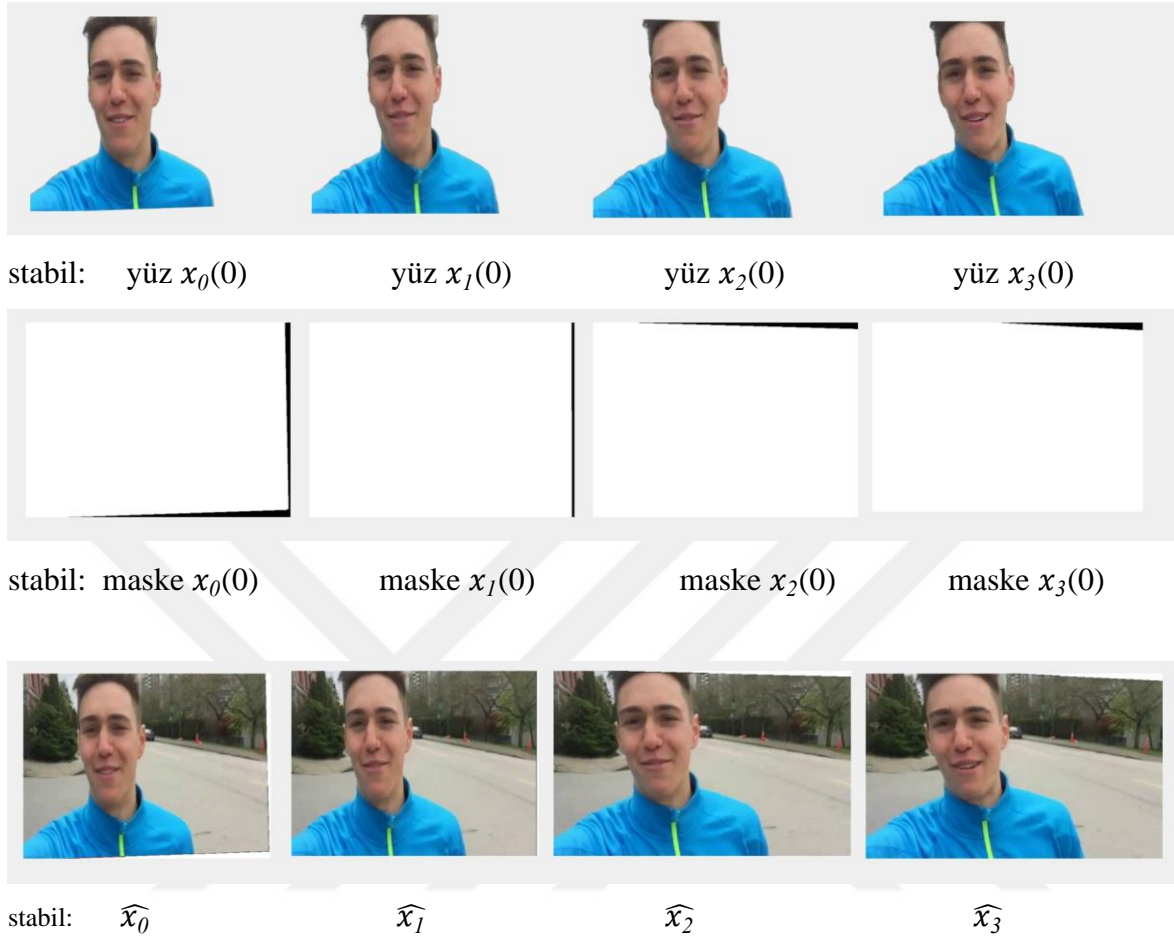 stabil: yüz x₀(0) yüz x₁(0) yüz x₂(0) yüz x₃(0)
stabil: maske x₀(0) maske x₁(0) maske x₂(0) maske x₃(0)
stabil: x̂₀ x̂₁ x̂₂ x̂₃